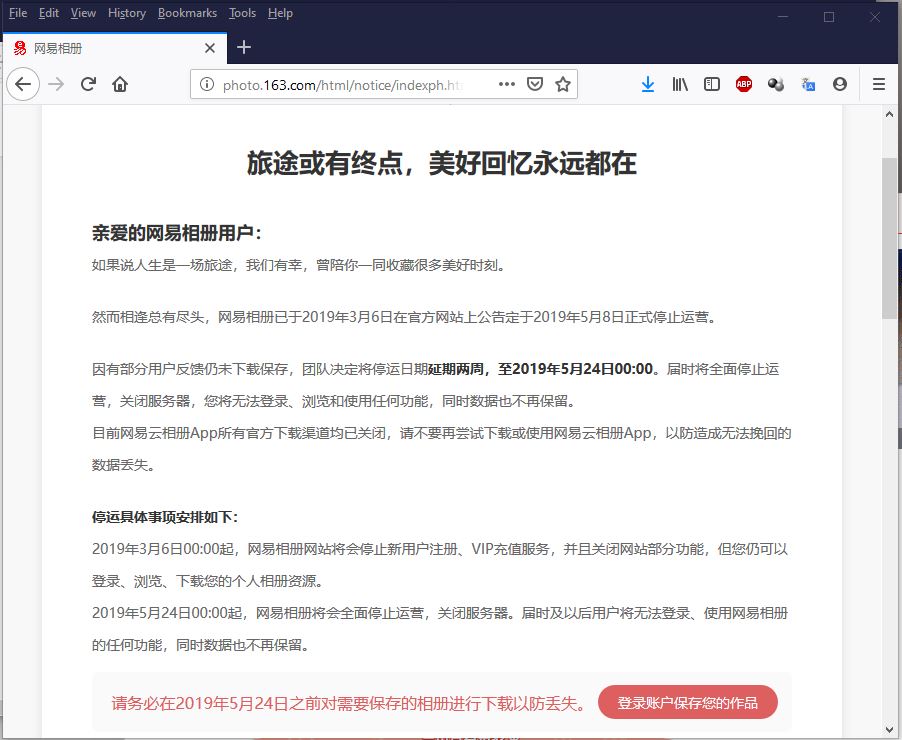 File Edit View History Bookmarks Tools Help
网易相册
photo.163.com/html/notice/indexph.ht
ABP
旅途或有终点，美好回忆永远都在
亲爱的网易相册用户：
如果说人生是一场旅途，我们有幸，曾陪你一同收藏很多美好时刻。
然而相逢总有尽头，网易相册已于2019年3月6日在官方网站上公告定于2019年5月8日正式停止运营。
因有部分用户反馈仍未下载保存，团队决定将停运日期延期两周，至2019年5月24日00:00。届时将全面停止运
营，关闭服务器，您将无法登录、浏览和使用任何功能，同时数据也不再保留。
目前网易云相册App所有官方下载渠道均已关闭，请不要再尝试下载或使用网易云相册App，以防造成无法挽回的
数据丢失。
停运具体事项安排如下：
2019年3月6日00:00起，网易相册网站将会停止新用户注册、VIP充值服务，并且关闭网站部分功能，但您仍可以
登录、浏览、下载您的个人相册资源。
2019年5月24日00:00起，网易相册将会全面停止运营，关闭服务器。届时及以后用户将无法登录、使用网易相册
的任何功能，同时数据也不再保留。
请务必在2019年5月24日之前对需要保存的相册进行下载以防丢失。 登录账户保存您的作品